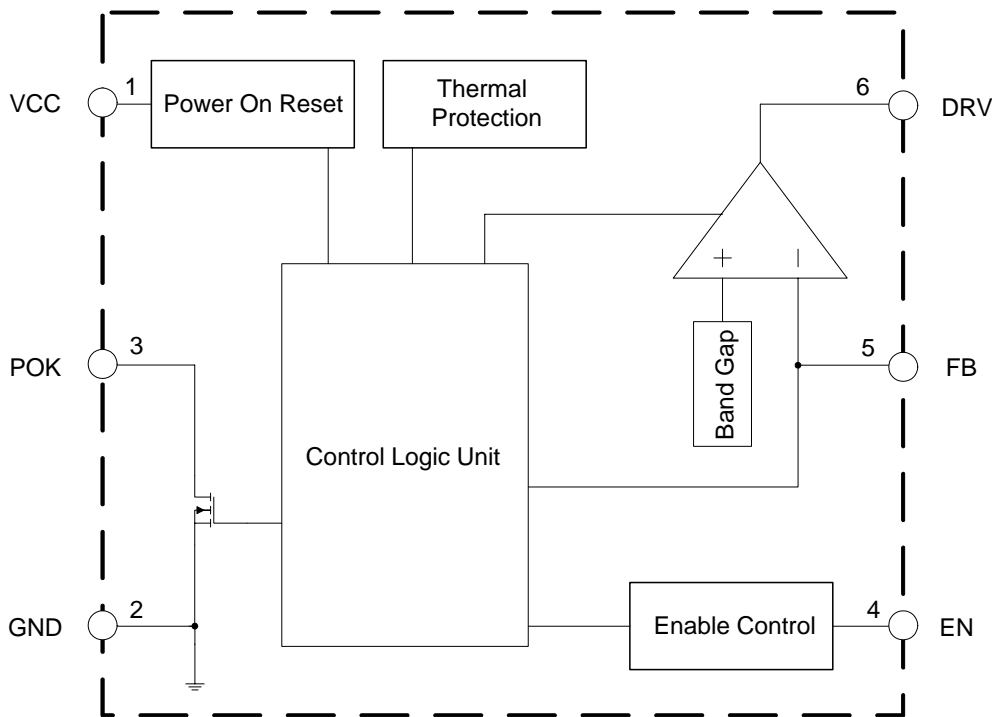 VCC
1
Power On Reset
Thermal
Protection
6
DRV
+
−
POK
3
5
FB
Band Gap
Control Logic Unit
GND
2
Enable Control
4
EN